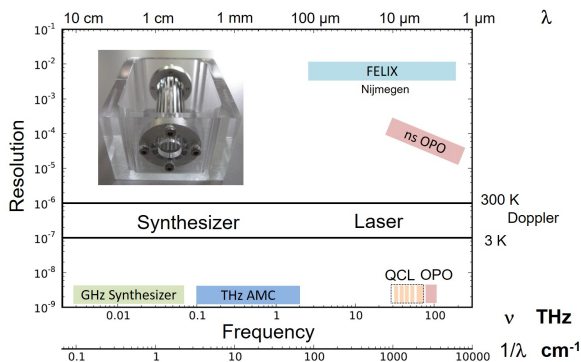 10 cm 1 cm 1 mm 100 µm 10 µm 1 µm λ
10⁻¹
10⁻²
10⁻³
10⁻⁴
10⁻⁵
10⁻⁶
10⁻⁷
10⁻⁸
10⁻⁹
Resolution
FELIX
Nijmegen
ns OPO
300 K
Synthesizer Laser Doppler
3 K
QCL OPO
GHz Synthesizer THz AMC
0.01 0.1 1 10 100
Frequency ν THz
0.1 1 10 100 1000 10000 1/λ cm⁻¹